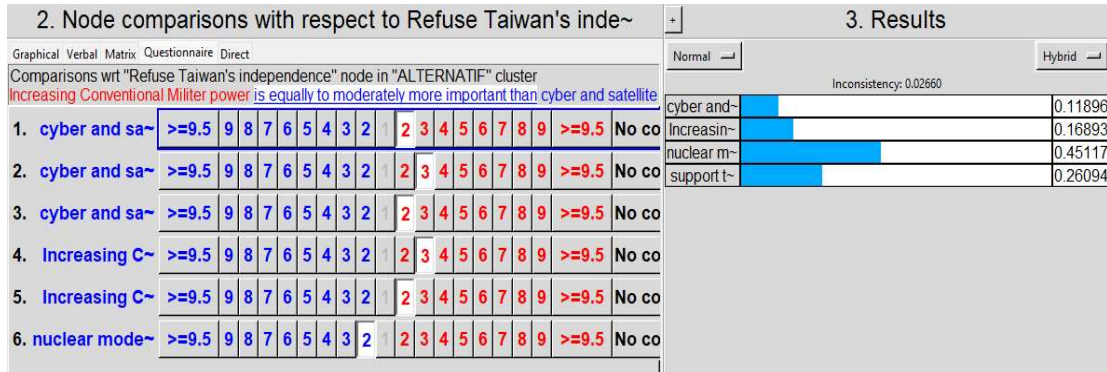 2. Node comparisons with respect to Refuse Taiwan's inde~
Graphical Verbal Matrix Questionnaire Direct
Comparisons wrt "Refuse Taiwan's independence" node in "ALTERNATIF" cluster
Increasing Conventional Militer power is equally to moderately more important than cyber and satellite
1. cyber and sa~ >=9.5 9 8 7 6 5 4 3 2 1 2 3 4 5 6 7 8 9 >=9.5 No co
2. cyber and sa~ >=9.5 9 8 7 6 5 4 3 2 1 2 3 4 5 6 7 8 9 >=9.5 No co
3. cyber and sa~ >=9.5 9 8 7 6 5 4 3 2 1 2 3 4 5 6 7 8 9 >=9.5 No co
4. Increasing C~ >=9.5 9 8 7 6 5 4 3 2 1 2 3 4 5 6 7 8 9 >=9.5 No co
5. Increasing C~ >=9.5 9 8 7 6 5 4 3 2 1 2 3 4 5 6 7 8 9 >=9.5 No co
6. nuclear mode~ >=9.5 9 8 7 6 5 4 3 2 1 2 3 4 5 6 7 8 9 >=9.5 No co
+ 3. Results
Normal Hybrid
Inconsistency: 0.02660
cyber and~ 0.11896
Increasin~ 0.16893
nuclear m~ 0.45117
support t~ 0.26094